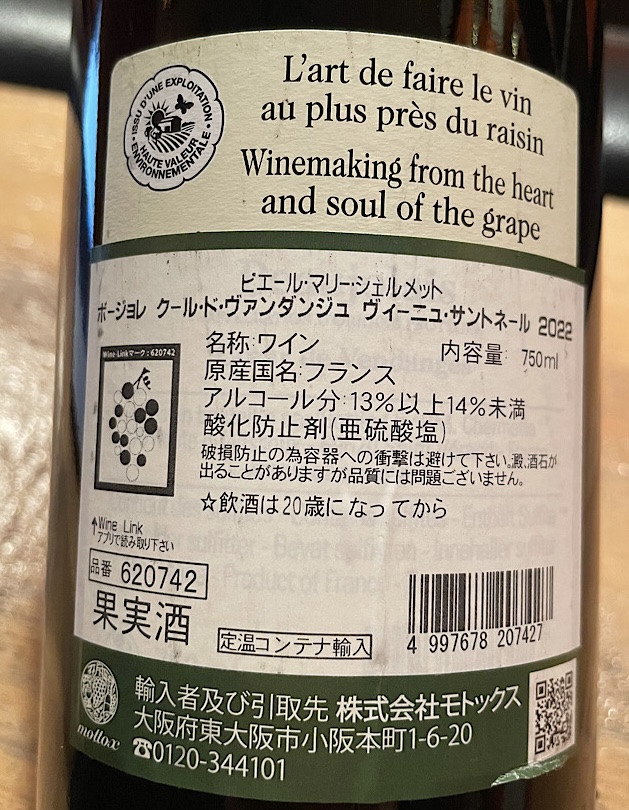 ISSU D'UNE EXPLOITATION
HAUTE VALEUR
ENVIRONNEMENTALE
L'art de faire le vin
au plus près du raisin
Winemaking from the heart
and soul of the grape
ピエール・マリー・シェルメット
ボージョレ クール・ド・ヴァンダンジュ ヴィーニュ・サントネール 2022
Wine-Linkマーク:620742
名称:ワイン
内容量 750ml
原産国名:フランス
アルコール分:13%以上14%未満
酸化防止剤(亜硫酸塩)
破損防止の為容器への衝撃は避けて下さい。澱、酒石が
出ることがありますが品質には問題ございません。
☆飲酒は20歳になってから
↑Wine Link
アプリで読み取り下さい
品番 620742
果実酒
定温コンテナ輸入
4 997678 207427
輸入者及び引取先 株式会社モトックス
大阪府東大阪市小阪本町1-6-20
☎0120-344101
mottox